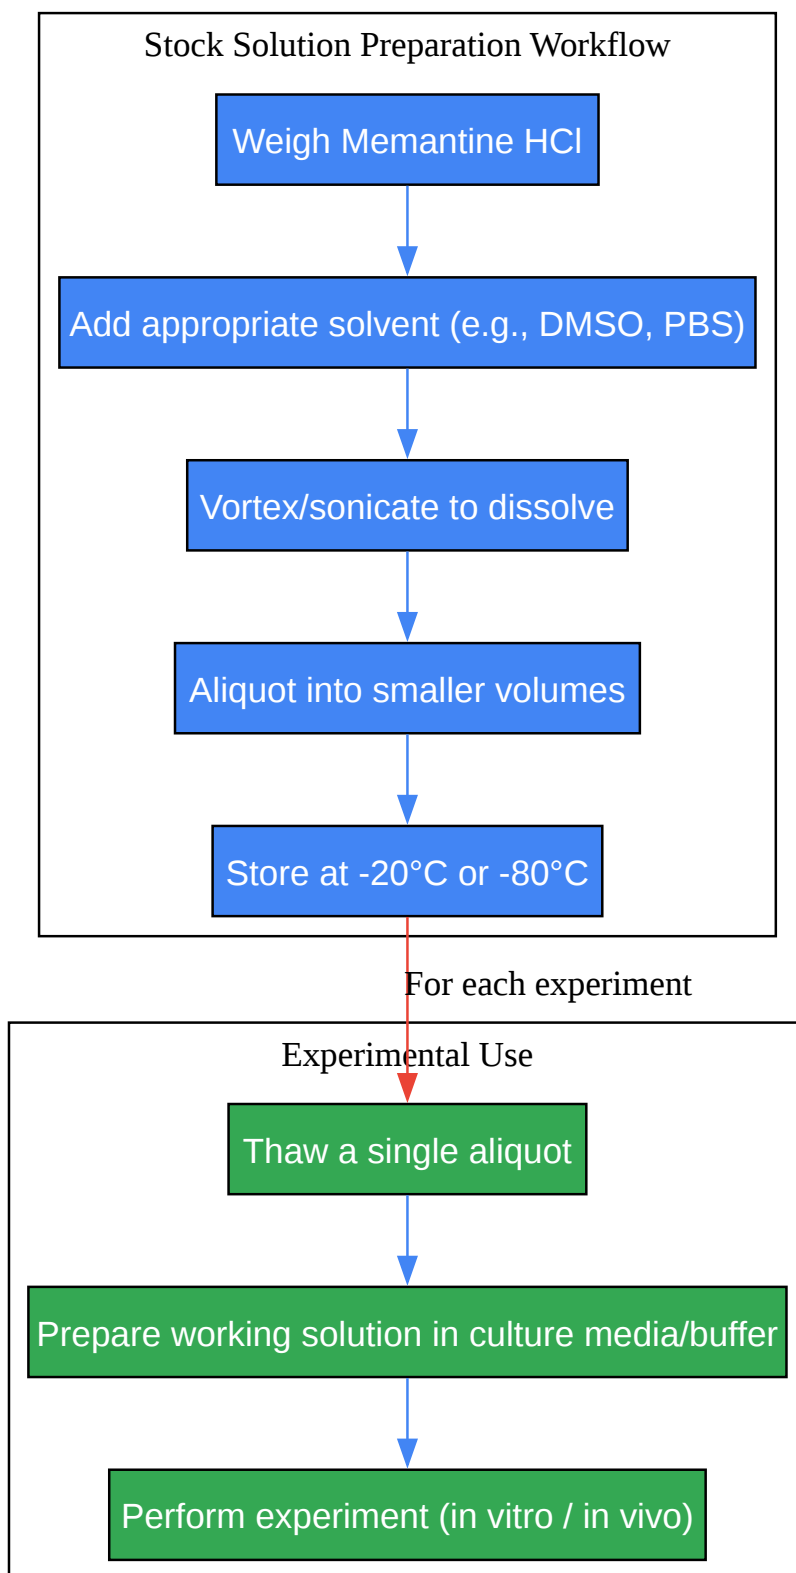 Stock Solution Preparation Workflow
Weigh Memantine HCl
Add appropriate solvent (e.g., DMSO, PBS)
Vortex/sonicate to dissolve
Aliquot into smaller volumes
Store at -20°C or -80°C
For each experiment
Experimental Use
Thaw a single aliquot
Prepare working solution in culture media/buffer
Perform experiment (in vitro / in vivo)